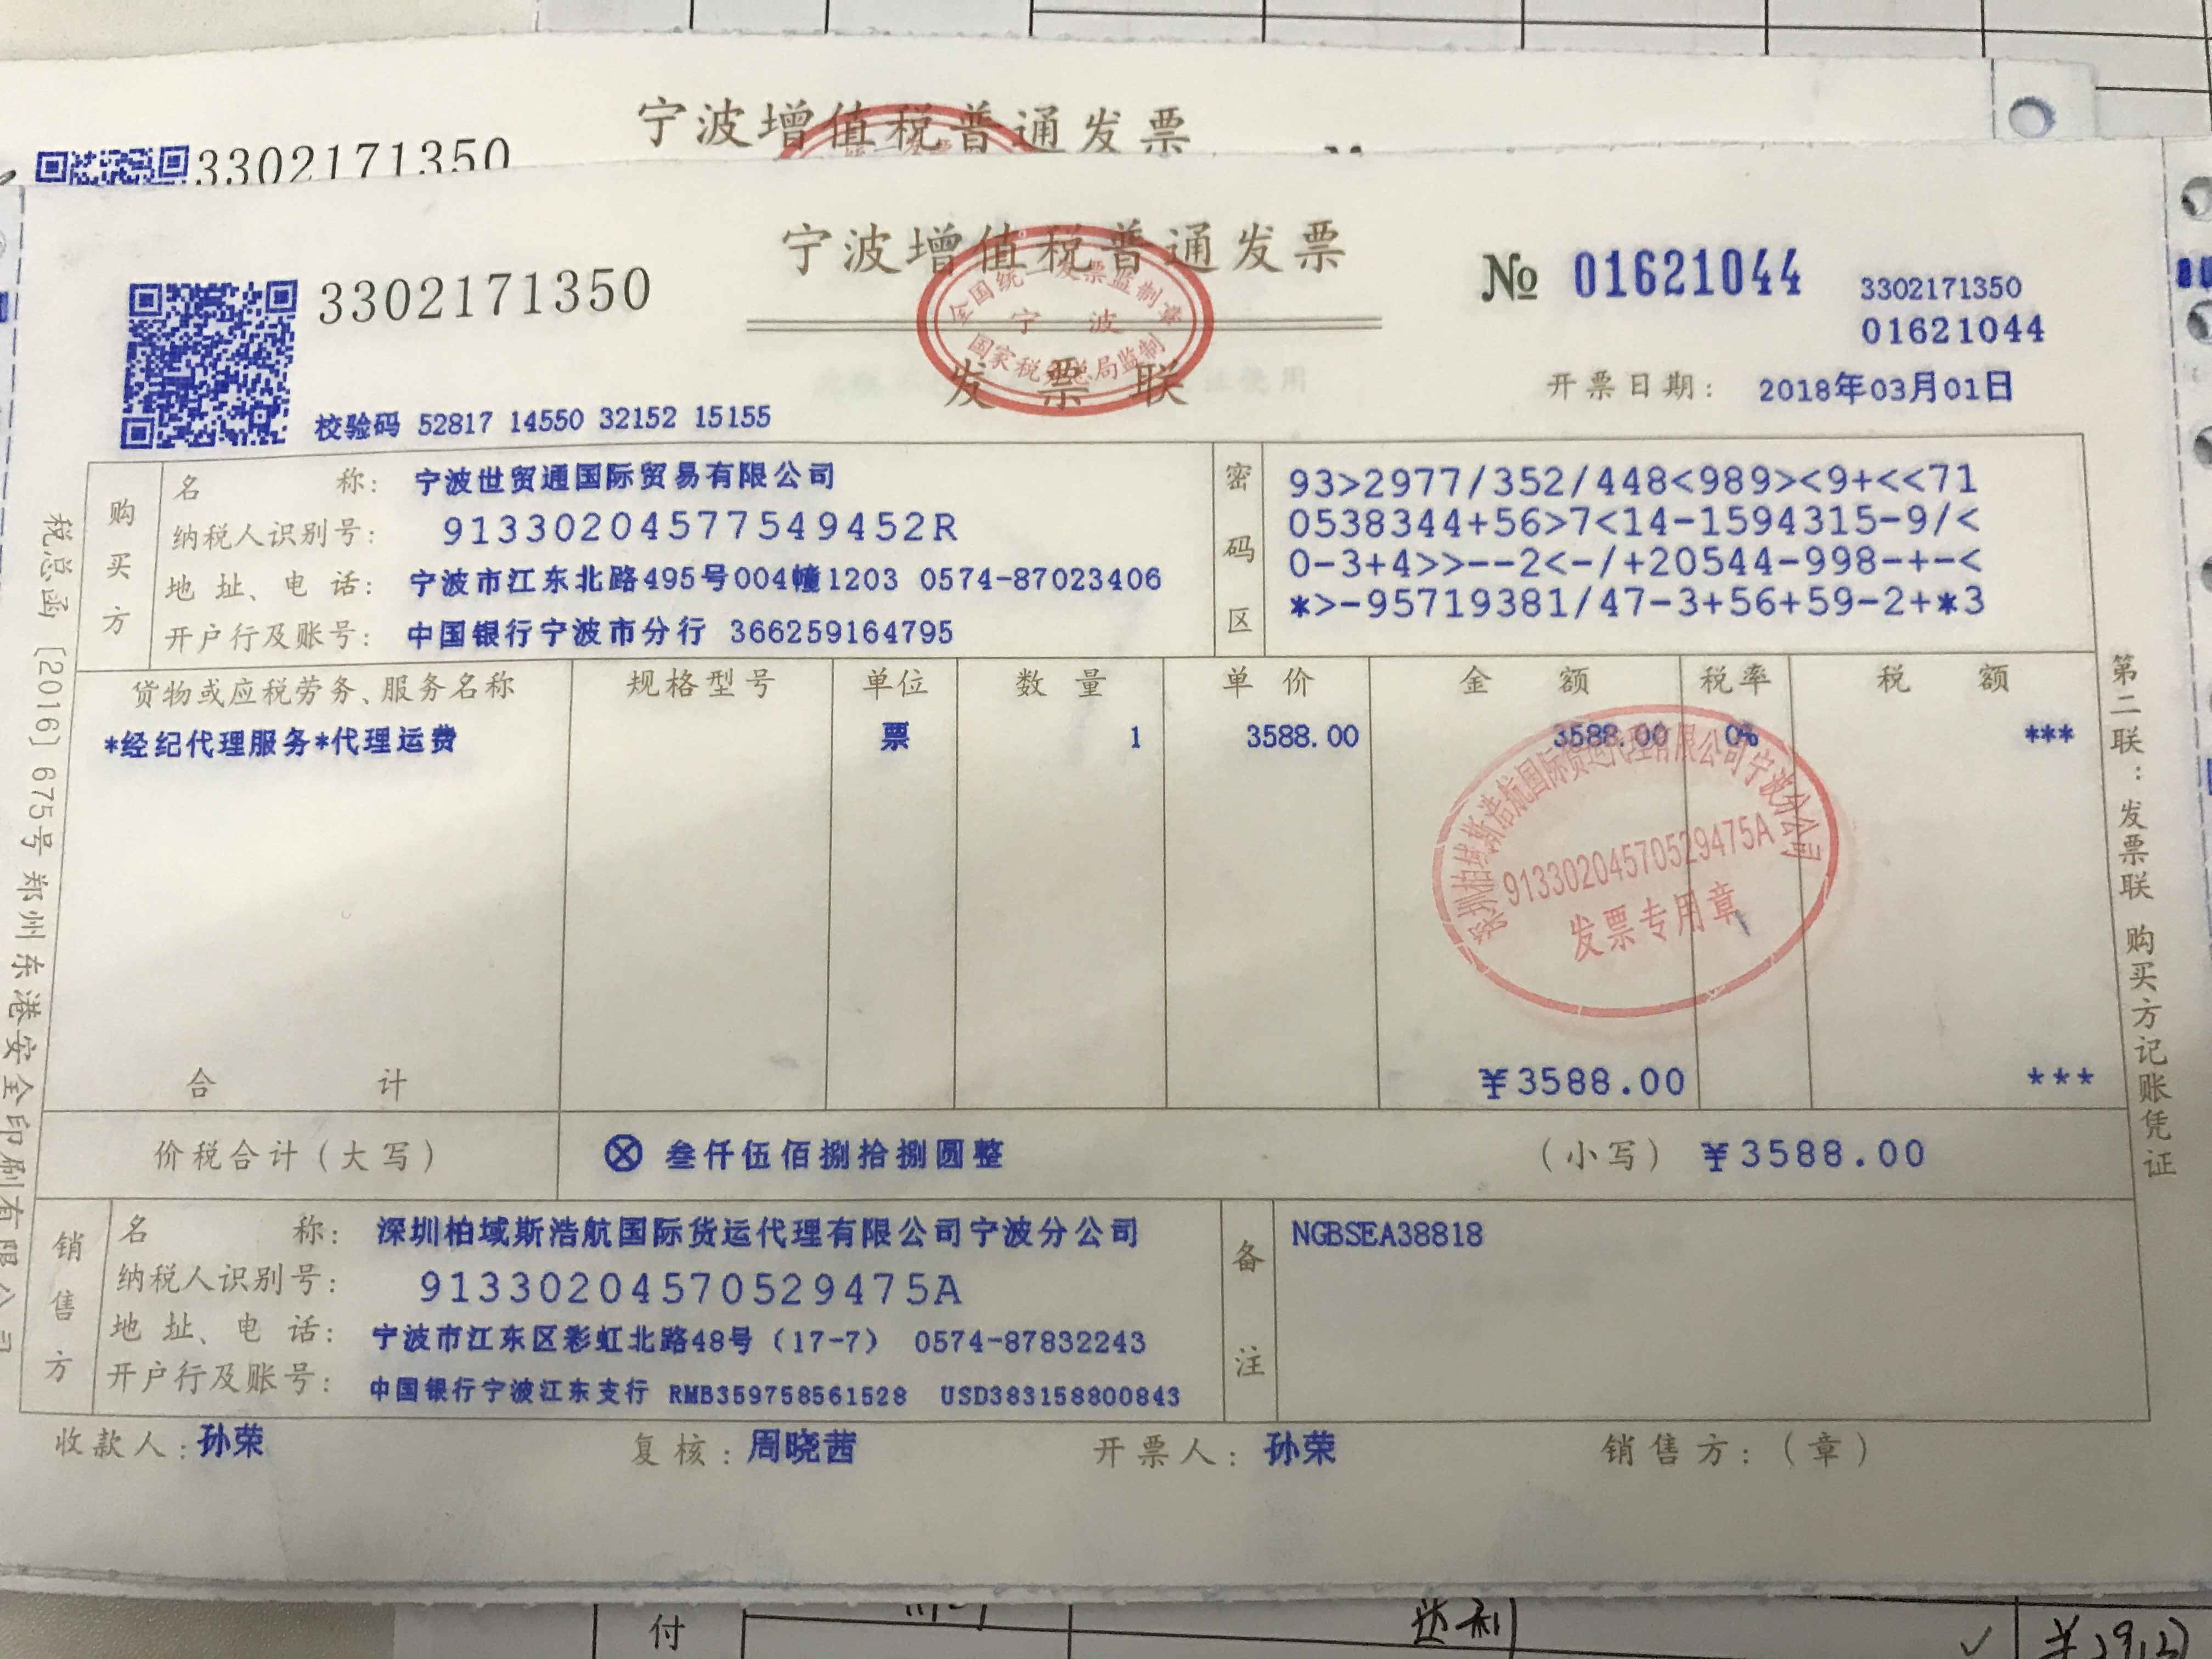 宁波增值税普通发票
3302171350
宁波增值税普通发票
3302171350
全国统一发票监制章
宁 波
国家税务总局监制
发票联
№ 01621044
3302171350
01621044
开票日期: 2018年03月01日
校验码 52817 14550 32152 15155
购买方
名称: 宁波世贸通国际贸易有限公司
纳税人识别号: 91330204577549452R
地址、电话: 宁波市江东北路495号004幢1203 0574-87023406
开户行及账号: 中国银行宁波市分行 366259164795
密码区
93>2977/352/448<989><9+<<71
0538344+56>7<14-1594315-9/<
0-3+4>>--2<-/+20544-998-+-<
*>-95719381/47-3+56+59-2+*3
货物或应税劳务、服务名称 规格型号 单位 数量 单价 金额 税率 税额
*经纪代理服务*代理运费 票 1 3588.00 3588.00 0% ***
深圳柏域斯浩航国际货运代理有限公司宁波分公司
91330204570529475A
发票专用章
合计 ¥3588.00 ***
价税合计(大写) ⊗ 叁仟伍佰捌拾捌圆整 (小写) ¥3588.00
销售方
名称: 深圳柏域斯浩航国际货运代理有限公司宁波分公司
纳税人识别号: 91330204570529475A
地址、电话: 宁波市江东区彩虹北路48号（17-7） 0574-87832243
开户行及账号: 中国银行宁波江东支行 RMB359758561528 USD383158800843
备注
NGBSEA38818
收款人: 孙荣 复核: 周晓茜 开票人: 孙荣 销售方:(章)
税总函〔2016〕675号郑州东港安全印刷有限公司
第二联:发票联 购买方记账凭证
付